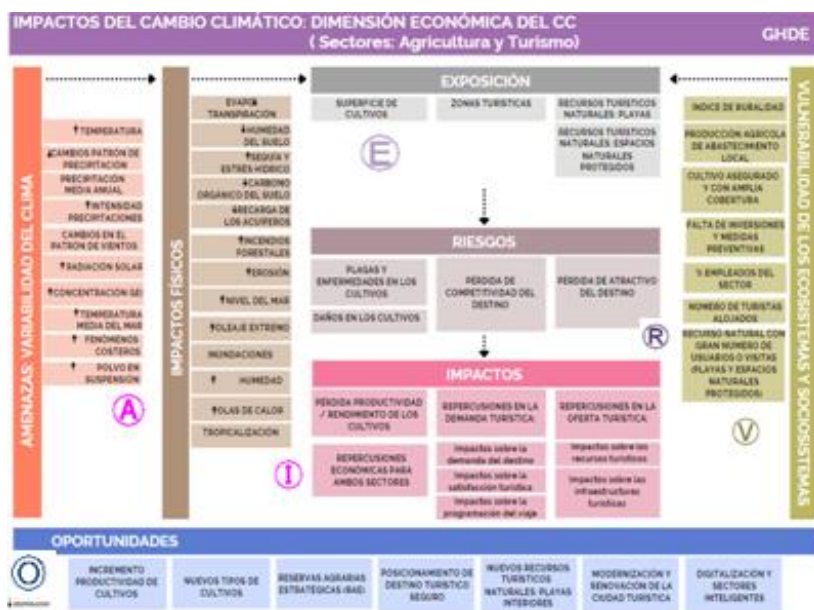 IMPACTOS DEL CAMBIO CLIMÁTICO: DIMENSIÓN ECONÓMICA DEL CC
( Sectores: Agricultura y Turismo)
GHDE
AMENAZAS: VARIABILIDAD DEL CLIMA
↑TEMPERATURA
CAMBIOS PATRÓN DE
PRECIPITACIÓN
PRECIPITACIÓN
MEDIA ANUAL
↑INTENSIDAD
PRECIPITACIONES
CAMBIOS EN EL
PATRÓN DE VIENTOS
↑RADIACIÓN SOLAR
↑CONCENTRACIÓN GEI
↑TEMPERATURA
MEDIA DEL MAR
↑ FENÓMENOS
COSTEROS
↑ POLVO EN
SUSPENSIÓN
A
IMPACTOS FÍSICOS
EVAPO
TRANSPIRACIÓN
↓HUMEDAD
DEL SUELO
↑SEQUÍA Y
ESTRÉS HÍDRICO
↓CARBONO
ORGÁNICO DEL SUELO
↓RECARGA DE
LOS ACUÍFEROS
↑INCENDIOS
FORESTALES
↑EROSIÓN
↑NIVEL DEL MAR
↑OLEAJE EXTREMO
INUNDACIONES
↑ HUMEDAD
↑OLAS DE CALOR
TROPICALIZACIÓN
I
EXPOSICIÓN
SUPERFICIE DE
CULTIVOS
ZONAS TURÍSTICAS
RECURSOS TURÍSTICOS
NATURALES: PLAYAS
RECURSOS TURÍSTICOS
NATURALES: ESPACIOS
NATURALES
PROTEGIDOS
E
RIESGOS
PLAGAS Y
ENFERMEDADES EN LOS
CULTIVOS
DAÑOS EN LOS CULTIVOS
PÉRDIDA DE
COMPETITIVIDAD DEL
DESTINO
PÉRDIDA DE ATRACTIVO
DEL DESTINO
R
IMPACTOS
PÉRDIDA PRODUCTIVIDAD
/ RENDIMIENTO DE LOS
CULTIVOS
REPERCUSIONES
ECONÓMICAS PARA
AMBOS SECTORES
REPERCUSIONES EN LA
DEMANDA TURÍSTICA:
Impactos sobre la
demanda del destino
Impactos sobre la
satisfacción turística
Impactos sobre la
programación del viaje
REPERCUSIONES EN LA
OFERTA TURÍSTICA:
Impactos sobre los
recursos turísticos
Impactos sobre las
infraestructuras
turísticas
VULNERABILIDAD DE LOS ECOSISTEMAS Y SOCIOSISTEMAS
ÍNDICE DE RURALIDAD
PRODUCCIÓN AGRÍCOLA
DE ABASTECIMIENTO
LOCAL
CULTIVO ASEGURADO
Y CON AMPLIA
COBERTURA
FALTA DE INVERSIONES
Y MEDIDAS
PREVENTIVAS
% EMPLEADOS DEL
SECTOR
NÚMERO DE TURISTAS
ALOJADOS
RECURSO NATURAL CON
GRAN NÚMERO DE
USUARIOS O VISITAS
(PLAYAS Y ESPACIOS
NATURALES
PROTEGIDOS)
V
OPORTUNIDADES
INCREMENTO
PRODUCTIVIDAD DE
CULTIVOS
NUEVOS TIPOS DE
CULTIVOS
RESERVAS AGRARIAS
ESTRATÉGICAS (RAE)
POSICIONAMIENTO DE
DESTINO TURÍSTICO
SEGURO
NUEVOS RECURSOS
TURÍSTICOS
NATURALES: PLAYAS
INTERIORES
MODERNIZACIÓN Y
RENOVACIÓN DE LA
CIUDAD TURÍSTICA
DIGITALIZACIÓN Y
SECTORES
INTELIGENTES